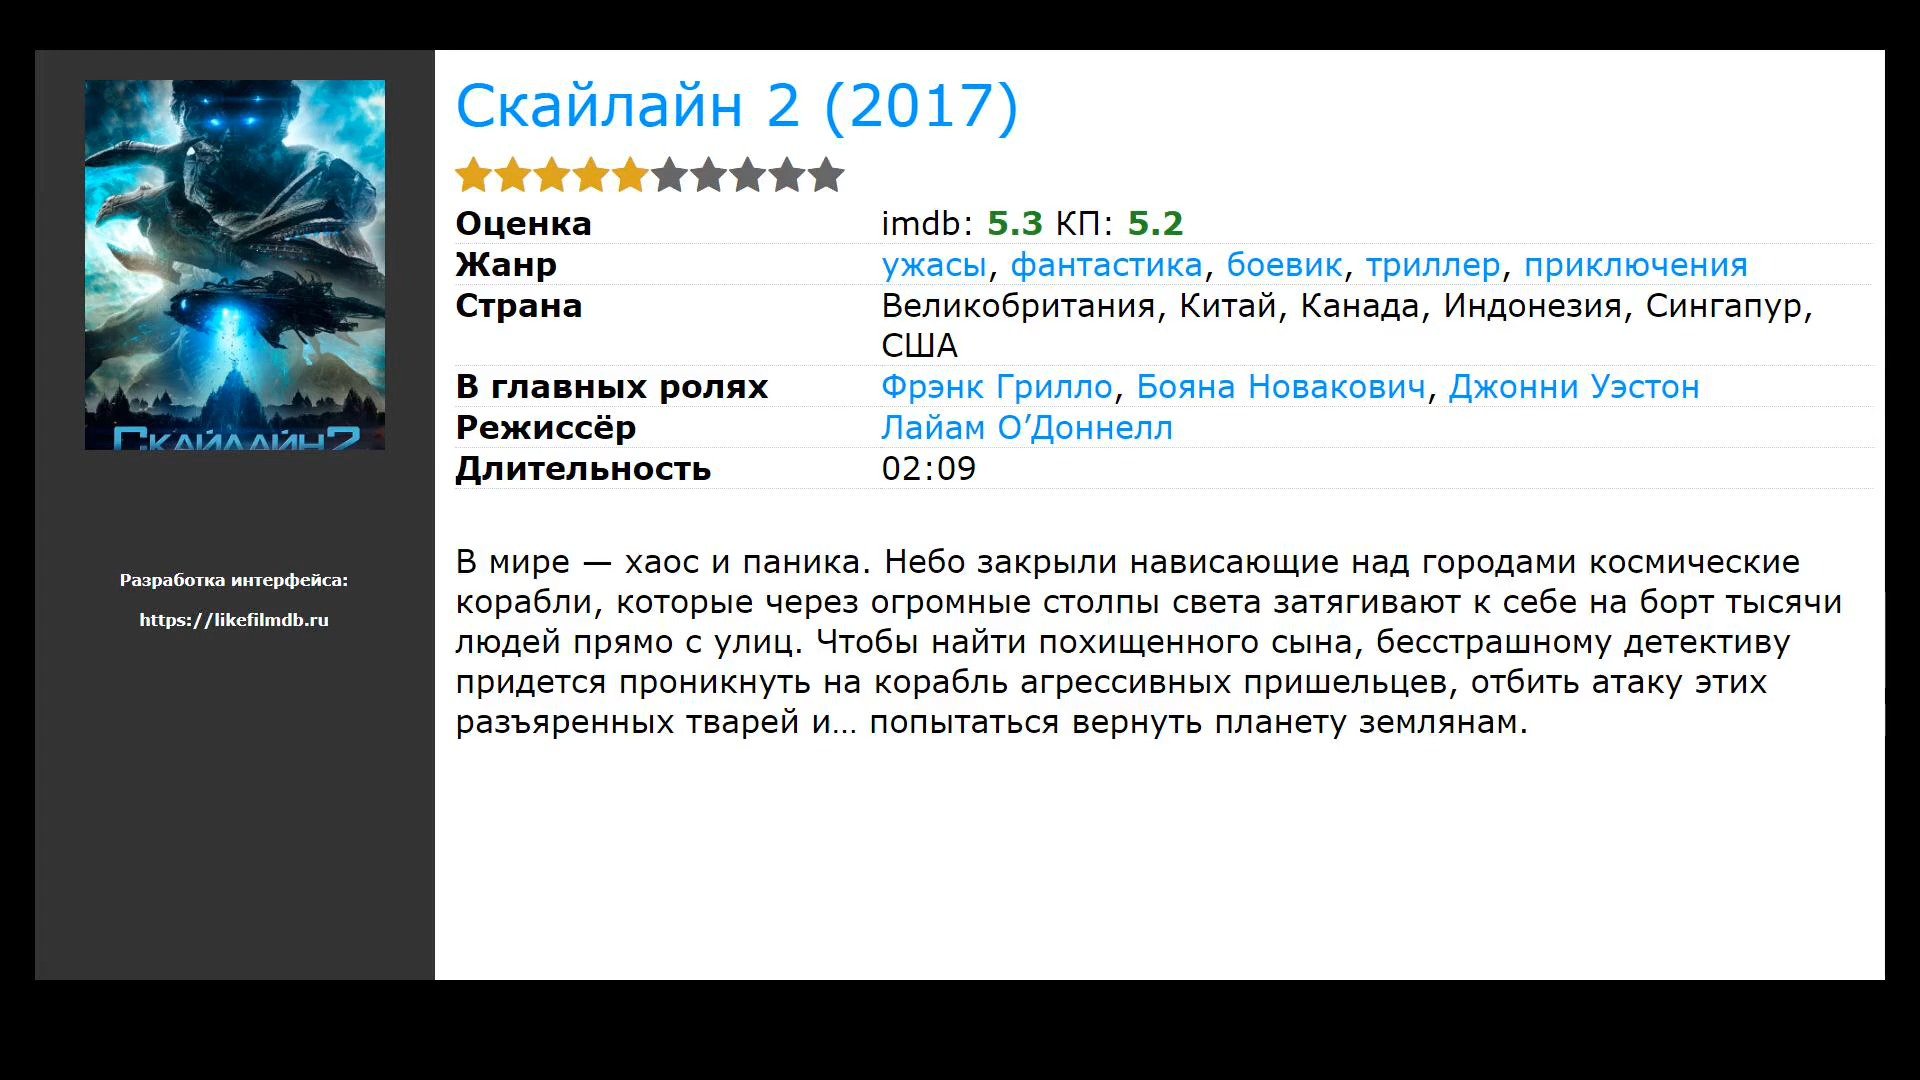 Скайлайн 2 (2017)
Оценка imdb: 5.3 КП: 5.2
Жанр ужасы, фантастика, боевик, триллер, приключения
Страна Великобритания, Китай, Канада, Индонезия, Сингапур,
США
В главных ролях Фрэнк Грилло, Бояна Новакович, Джонни Уэстон
Режиссёр Лайам О’Доннелл
Длительность 02:09
В мире — хаос и паника. Небо закрыли нависающие над городами космические
корабли, которые через огромные столпы света затягивают к себе на борт тысячи
людей прямо с улиц. Чтобы найти похищенного сына, бесстрашному детективу
придется проникнуть на корабль агрессивных пришельцев, отбить атаку этих
разъяренных тварей и… попытаться вернуть планету землянам.
Скайлайн 2
Разработка интерфейса:
https://likefilmdb.ru